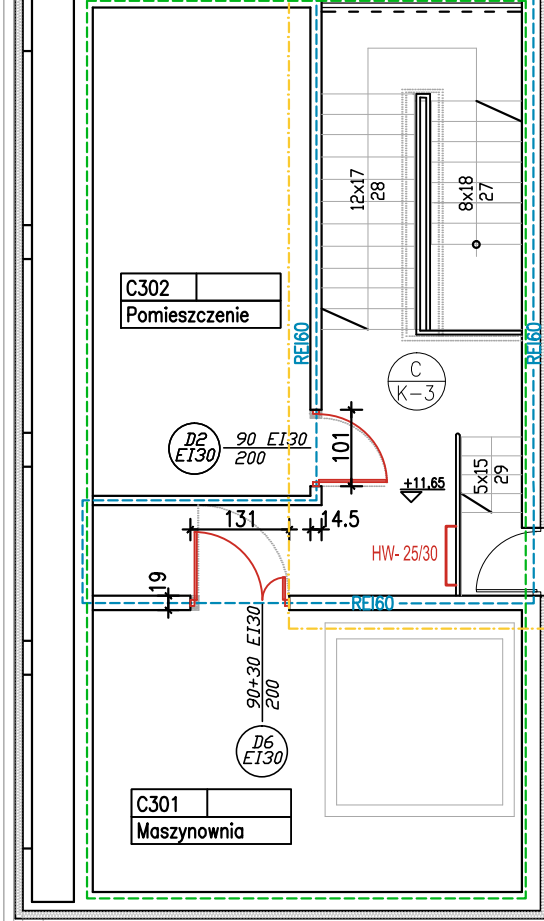 12x17
28
8x18
27
C302
Pomieszczenie
REI60
REI60
C
K-3
D2
EI30
90 EI30
200
101
+11.65
5x15
29
131
14.5
HW- 25/30
19
REI60
90+30 EI30
200
D6
EI30
C301
Maszynownia